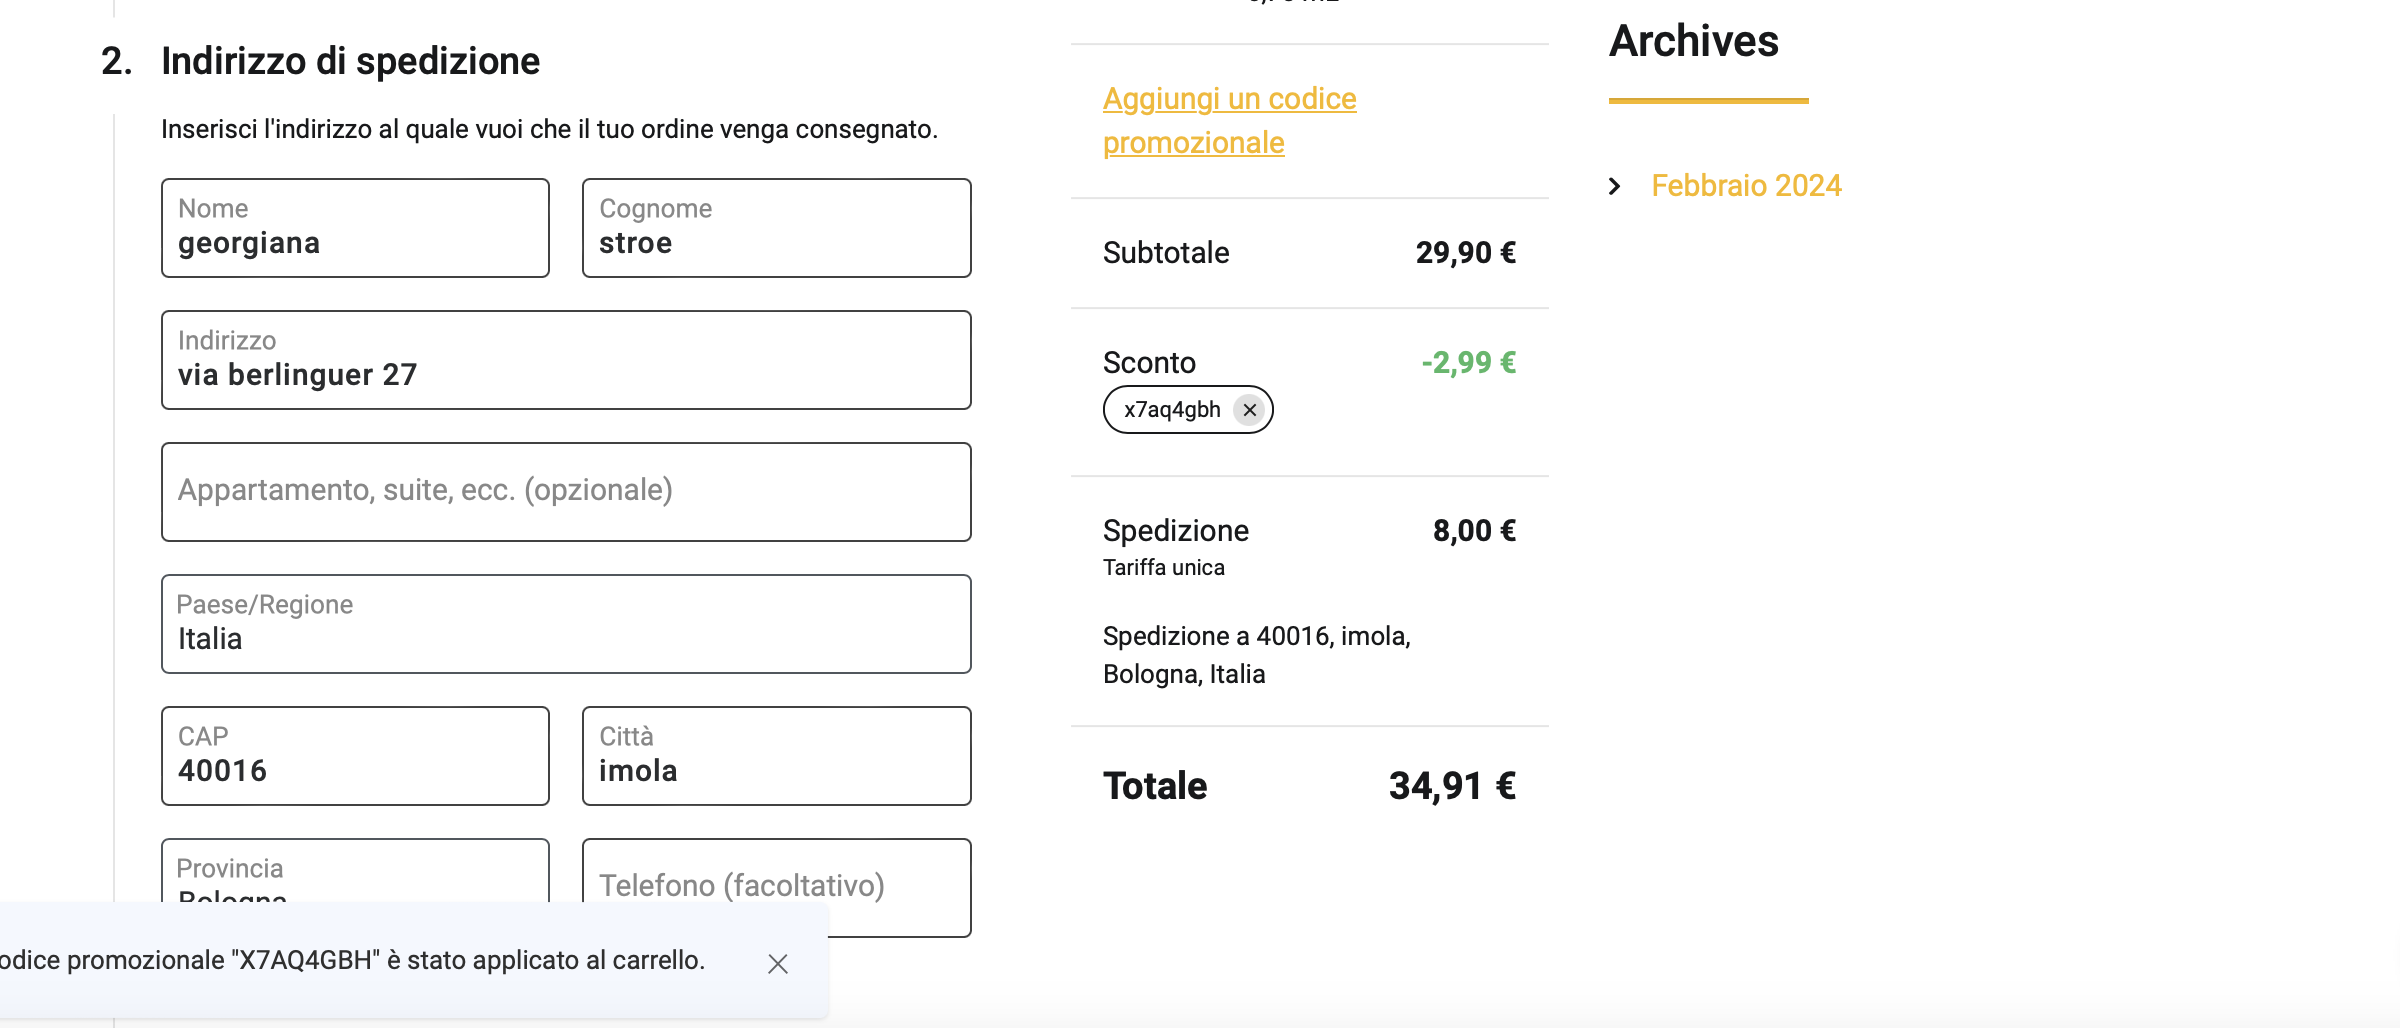 2. Indirizzo di spedizione
Inserisci l'indirizzo al quale vuoi che il tuo ordine venga consegnato.
Nome
georgiana
Cognome
stroe
Indirizzo
via berlinguer 27
Appartamento, suite, ecc. (opzionale)
Paese/Regione
Italia
CAP
40016
Città
imola
Provincia
Bologna
Telefono (facoltativo)
odice promozionale "X7AQ4GBH" è stato applicato al carrello.
Aggiungi un codice
promozionale
Subtotale 29,90 €
Sconto -2,99 €
x7aq4gbh
Spedizione 8,00 €
Tariffa unica
Spedizione a 40016, imola,
Bologna, Italia
Totale 34,91 €
Archives
Febbraio 2024